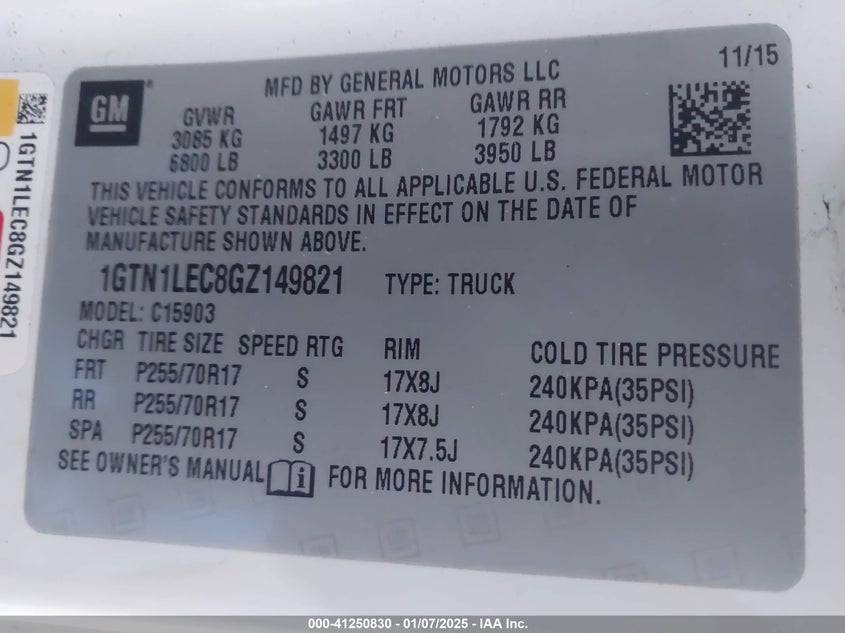 GM
MFD BY GENERAL MOTORS LLC
11/15
GVWR GAWR FRT GAWR RR
3085 KG 1497 KG 1792 KG
6800 LB 3300 LB 3950 LB
THIS VEHICLE CONFORMS TO ALL APPLICABLE U.S. FEDERAL MOTOR
VEHICLE SAFETY STANDARDS IN EFFECT ON THE DATE OF
MANUFACTURE SHOWN ABOVE.
1GTN1LEC8GZ149821 TYPE: TRUCK
MODEL: C15903
CHGR TIRE SIZE SPEED RTG RIM COLD TIRE PRESSURE
FRT P255/70R17 S 17X8J 240KPA(35PSI)
RR P255/70R17 S 17X8J 240KPA(35PSI)
SPA P255/70R17 S 17X7.5J 240KPA(35PSI)
SEE OWNER'S MANUAL FOR MORE INFORMATION.
1GTN1LEC8GZ149821
000-41250830 - 01/07/2025 - IAA Inc.